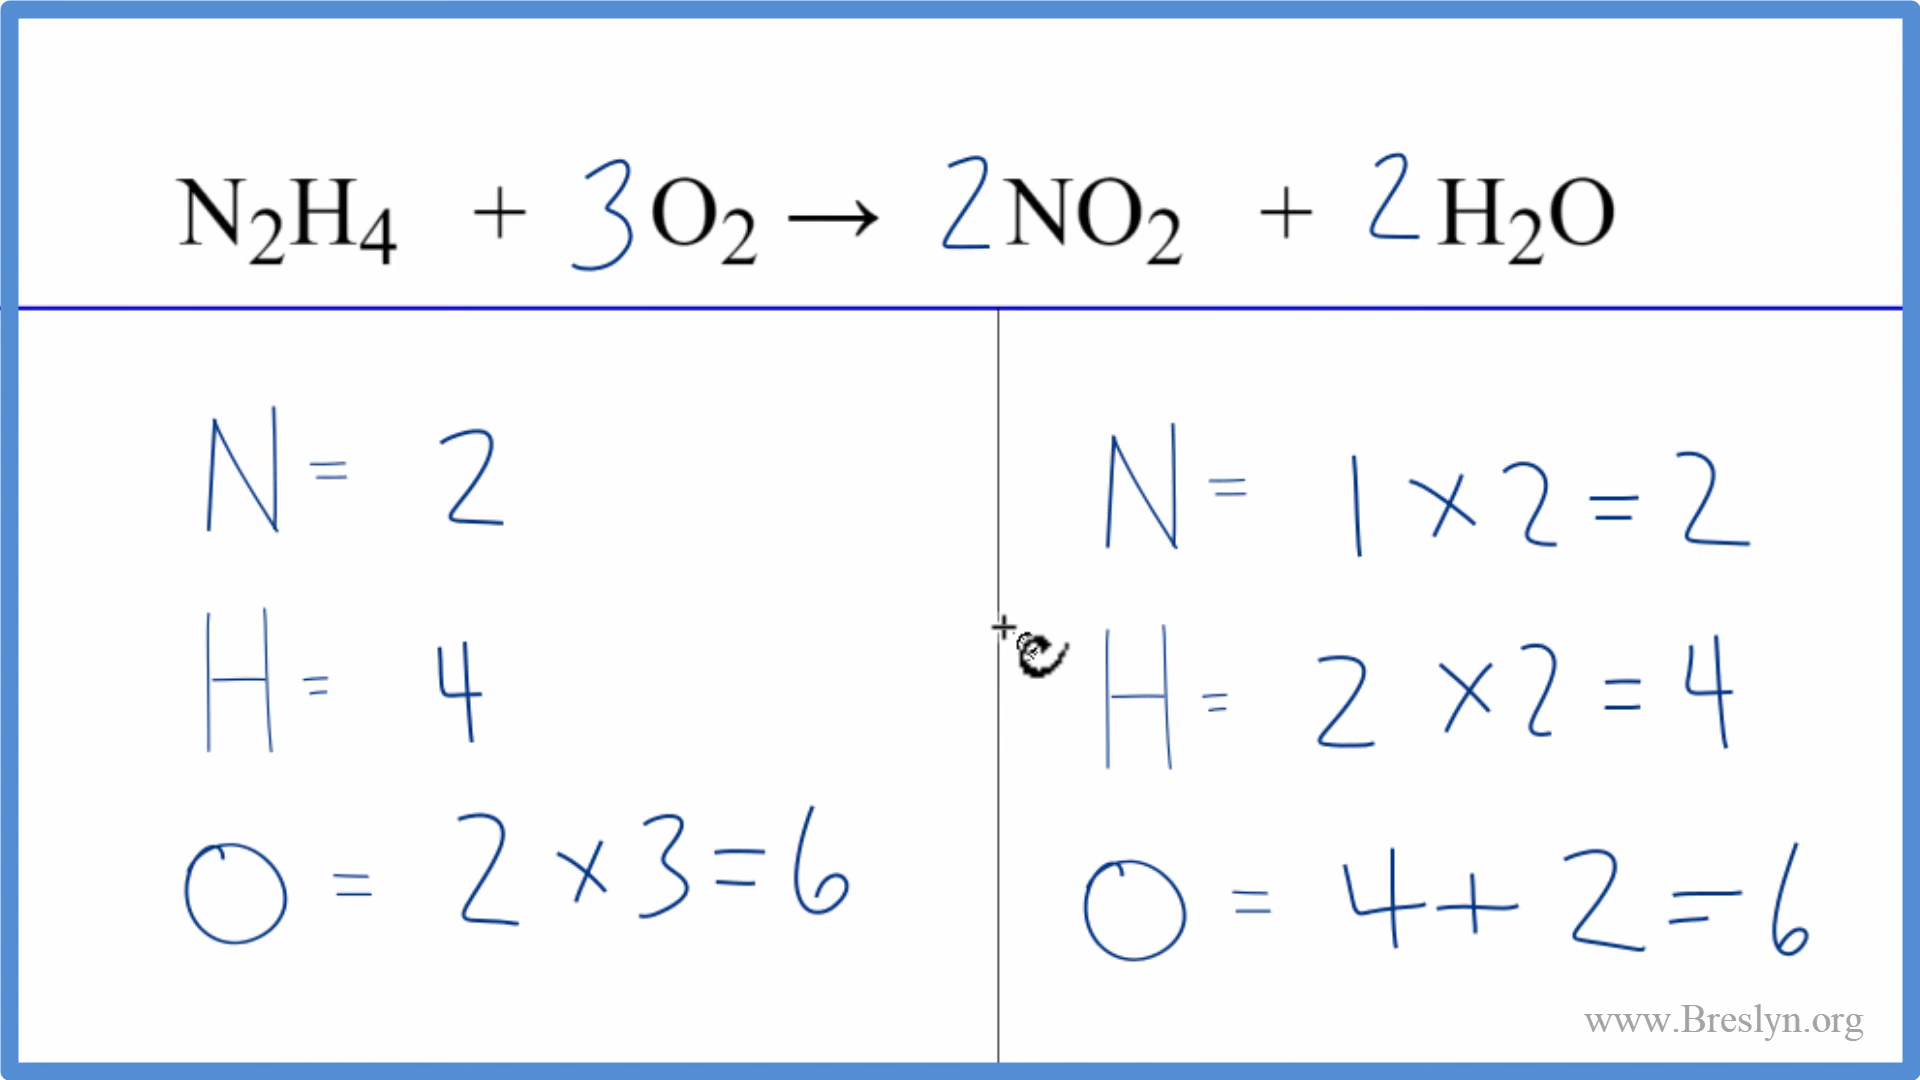 N₂H₄ + 3O₂ → 2NO₂ + 2H₂O
N = 2
H = 4
O = 2 × 3 = 6
N = 1 × 2 = 2
H = 2 × 2 = 4
O = 4 + 2 = 6
www.Breslyn.org